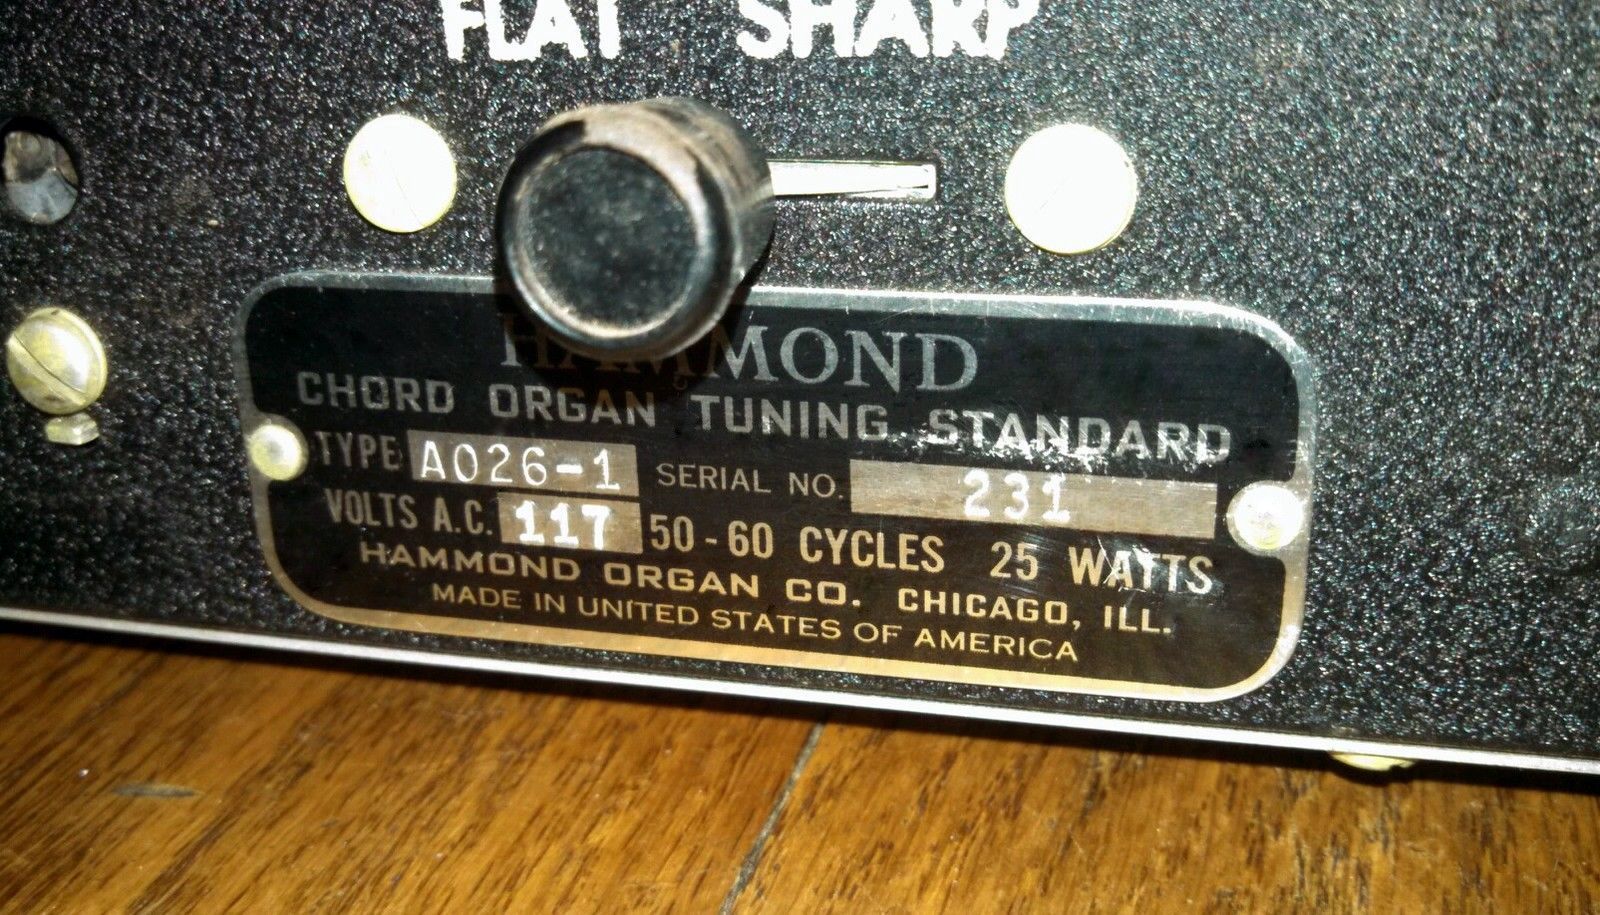 FLAT SHARP
HAMMOND
CHORD ORGAN TUNING STANDARD
TYPE A026-1 SERIAL NO. 231
VOLTS A.C. 117 50-60 CYCLES 25 WATTS
HAMMOND ORGAN CO. CHICAGO, ILL.
MADE IN UNITED STATES OF AMERICA